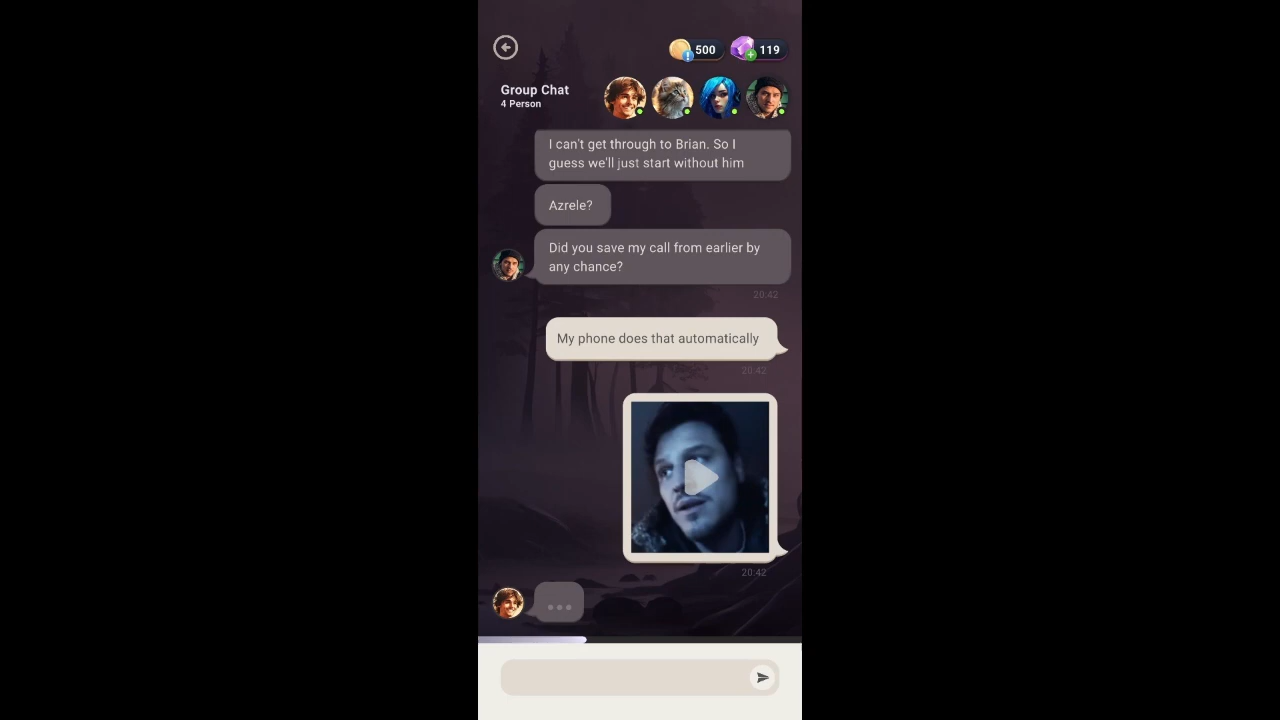 500
119
Group Chat
4 Person
I can't get through to Brian. So I
guess we'll just start without him
Azrele?
Did you save my call from earlier by
any chance?
20:42
My phone does that automatically
20:42
20:42